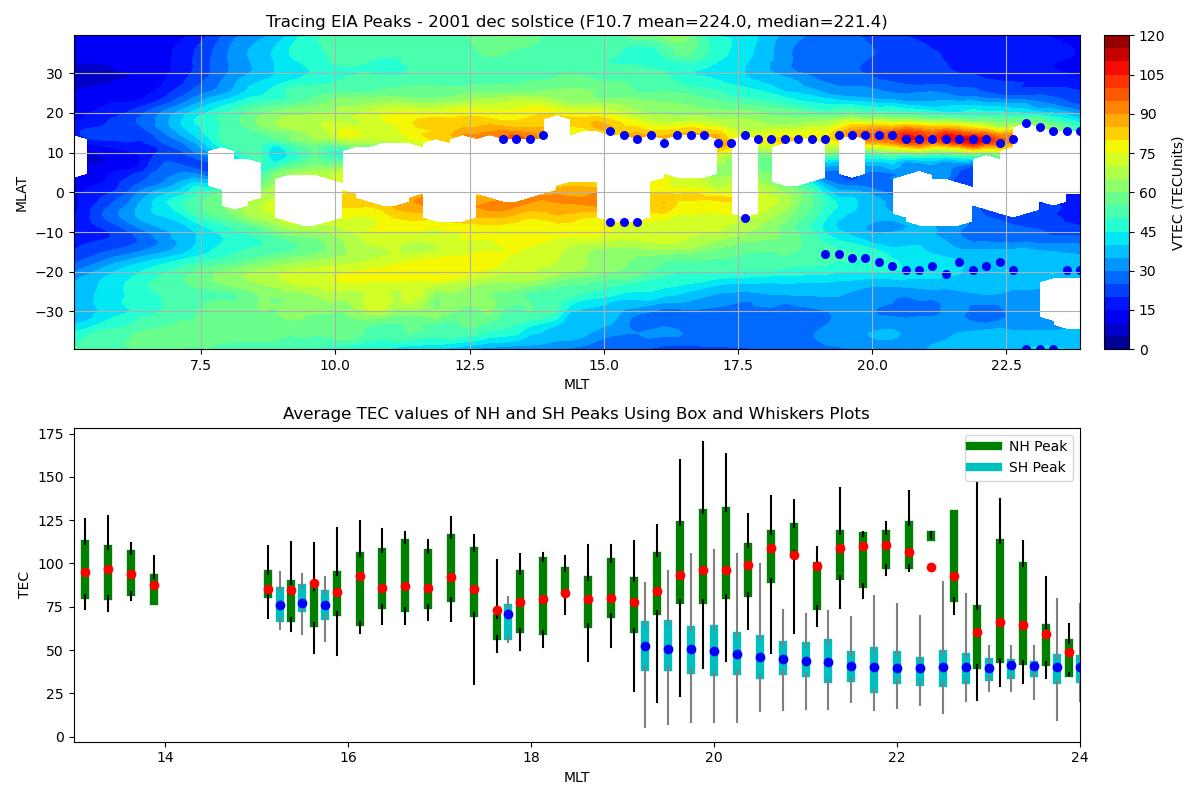 Tracing EIA Peaks - 2001 dec solstice (F10.7 mean=224.0, median=221.4)
MLAT
30
20
10
0
−10
−20
−30
7.5 10.0 12.5 15.0 17.5 20.0 22.5
MLT
120
105
90
75
60
45
30
15
0
VTEC (TECUnits)
Average TEC values of NH and SH Peaks Using Box and Whiskers Plots
TEC
175
150
125
100
75
50
25
0
NH Peak
SH Peak
14 16 18 20 22 24
MLT